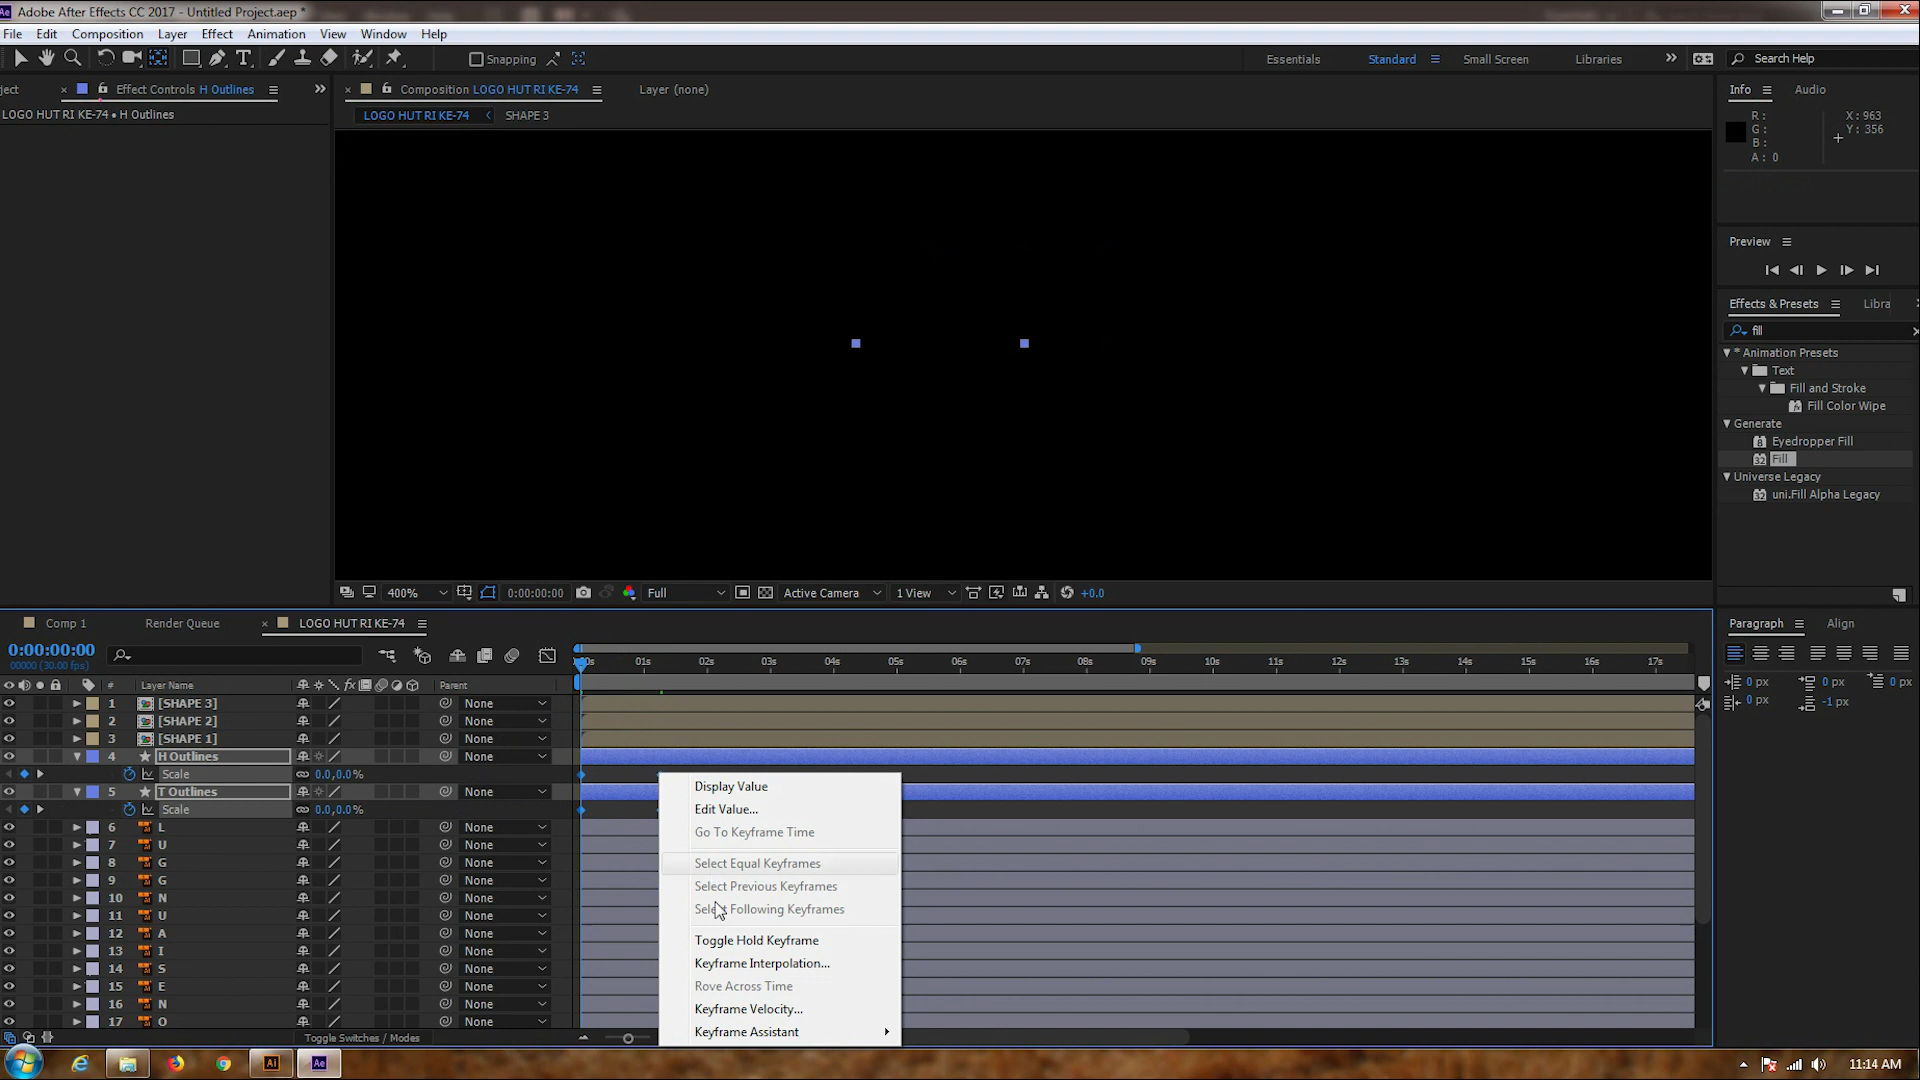 Adobe After Effects CC 2017 - Untitled Project.aep *
File Edit Composition Layer Effect Animation View Window Help
Snapping
Essentials Standard Small Screen Libraries Search Help
ject Effect Controls H Outlines
Composition LOGO HUT RI KE-74 Layer (none)
Info Audio
LOGO HUT RI KE-74 • H Outlines
LOGO HUT RI KE-74 SHAPE 3
R :
G :
B :
A : 0
X : 963
Y : 356
Preview
Effects & Presets Libra
fill
* Animation Presets
Text
Fill and Stroke
Fill Color Wipe
Generate
Eyedropper Fill
Fill
Universe Legacy
uni.Fill Alpha Legacy
400% 0:00:00:00 Full Active Camera 1 View +0.0
Comp 1 Render Queue LOGO HUT RI KE-74
Paragraph Align
0:00:00:00
00000 (30.00 fps)
01s 02s 03s 04s 05s 06s 07s 08s 09s 10s 11s 12s 13s 14s 15s 16s 17s
# Layer Name Parent
0 px 0 px 0 px
0 px -1 px
1 [SHAPE 3] None
2 [SHAPE 2] None
3 [SHAPE 1] None
4 H Outlines None
Scale 0.0,0.0%
5 T Outlines None
Scale 0.0,0.0%
6 L None
7 U None
8 G None
9 G None
10 N None
11 U None
12 A None
13 I None
14 S None
15 E None
16 N None
17 O None
Display Value
Edit Value...
Go To Keyframe Time
Select Equal Keyframes
Select Previous Keyframes
Select Following Keyframes
Toggle Hold Keyframe
Keyframe Interpolation...
Rove Across Time
Keyframe Velocity...
Keyframe Assistant
Toggle Switches / Modes
Ai Ae
11:14 AM